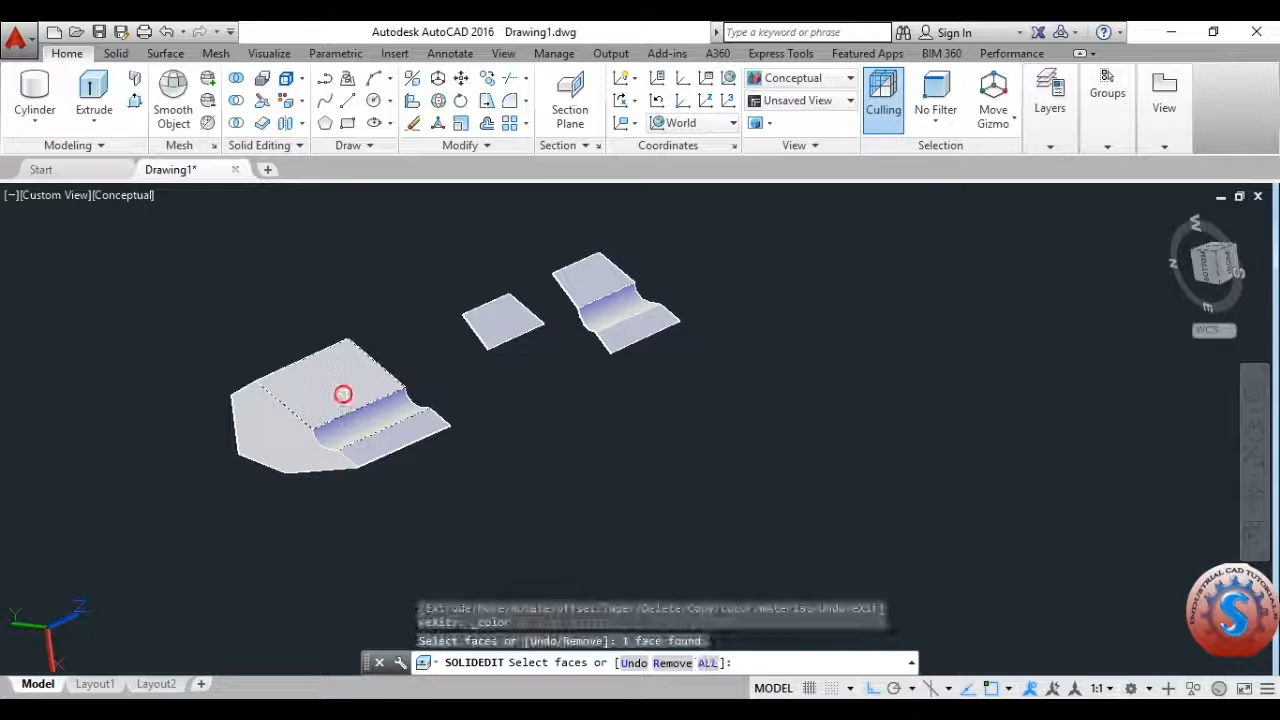 Autodesk AutoCAD 2016 Drawing1.dwg
Type a keyword or phrase
Sign In
Home Solid Surface Mesh Visualize Parametric Insert Annotate View Manage Output Add-ins A360 Express Tools Featured Apps BIM 360 Performance
Cylinder Extrude Smooth Object Section Plane Conceptual Unsaved View World Culling No Filter Move Gizmo Layers Groups View
Modeling Mesh Solid Editing Draw Modify Section Coordinates View Selection
Start Drawing1*
[−][Custom View][Conceptual]
W
N
S
E
BOTTOM
WCS
Y Z
X
Select faces or [Undo/Remove]: 1 face found.
SOLIDEDIT Select faces or [Undo Remove ALL]:
INDUSTRIAL CAD TUTOR
S
Model Layout1 Layout2 + MODEL 1:1